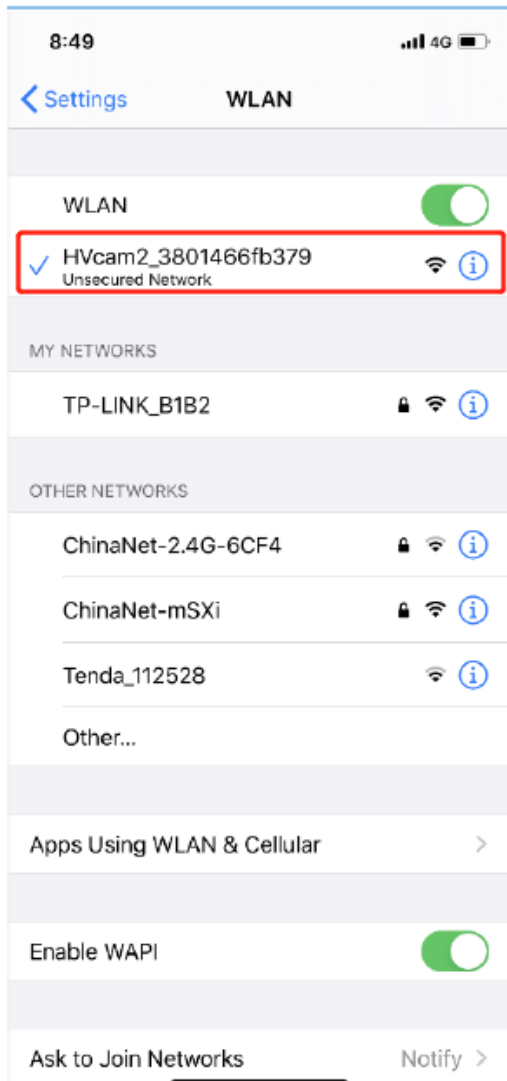 8:49 4G
Settings WLAN
WLAN
HVcam2_3801466fb379
Unsecured Network
MY NETWORKS
TP-LINK_B1B2
OTHER NETWORKS
ChinaNet-2.4G-6CF4
ChinaNet-mSXi
Tenda_112528
Other...
Apps Using WLAN & Cellular
Enable WAPI
Ask to Join Networks Notify